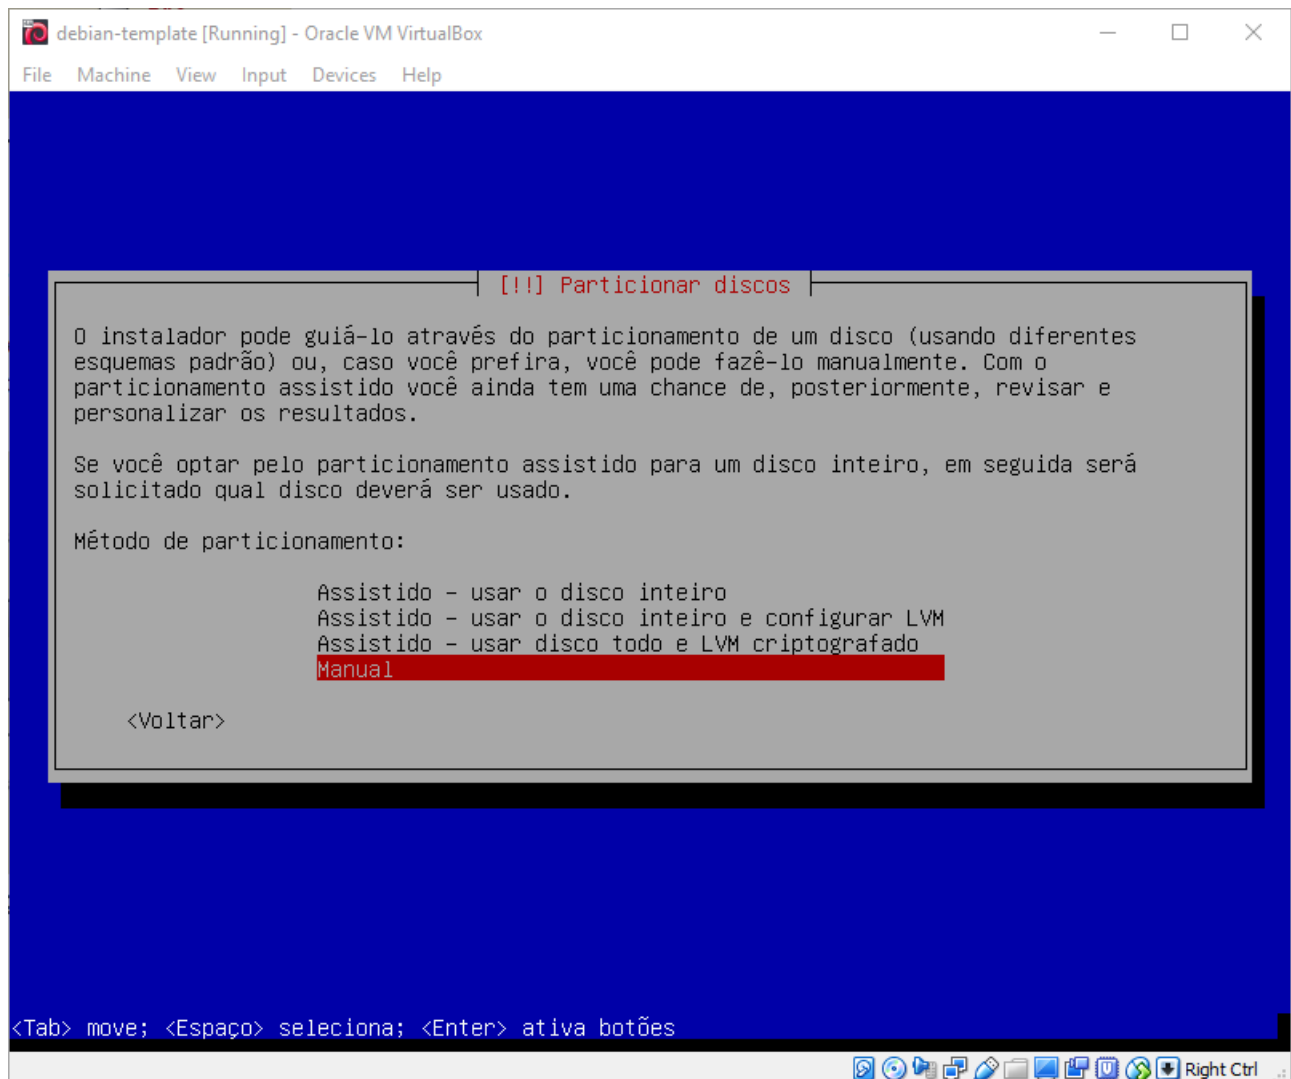 debian-template [Running] - Oracle VM VirtualBox
File Machine View Input Devices Help
[!!] Particionar discos
O instalador pode guiá-lo através do particionamento de um disco (usando diferentes
esquemas padrão) ou, caso você prefira, você pode fazê-lo manualmente. Com o
particionamento assistido você ainda tem uma chance de, posteriormente, revisar e
personalizar os resultados.
Se você optar pelo particionamento assistido para um disco inteiro, em seguida será
solicitado qual disco deverá ser usado.
Método de particionamento:
Assistido - usar o disco inteiro
Assistido - usar o disco inteiro e configurar LVM
Assistido - usar disco todo e LVM criptografado
Manual
<Voltar>
<Tab> move; <Espaço> seleciona; <Enter> ativa botões
Right Ctrl